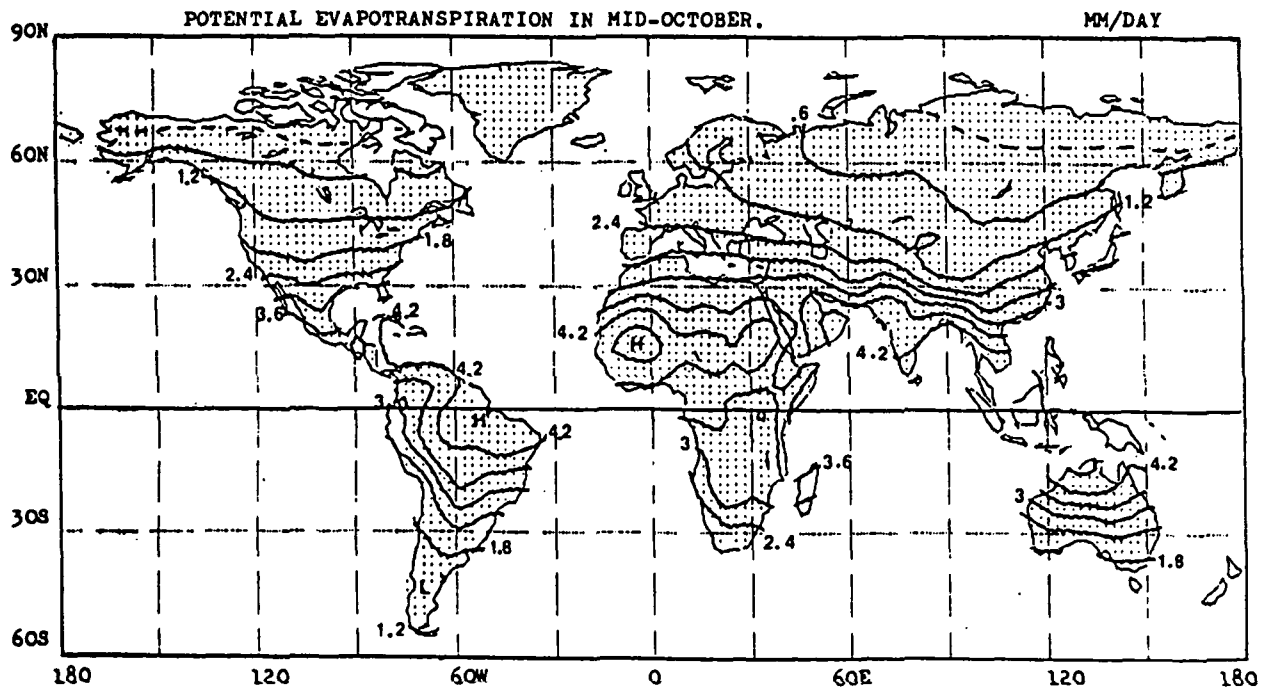 POTENTIAL EVAPOTRANSPIRATION IN MID-OCTOBER. MM/DAY
90N
.6
H H
60N
1.2 1.2
2.4
1.8
2.4
30N
3.6 4.2 3
4.2 H 4.2
4.2
EQ
3 H
4.2 3
3.6 4.2
3
30S
1.8 2.4 1.8
L
1.2
60S
180 120 60W 0 60E 120 180